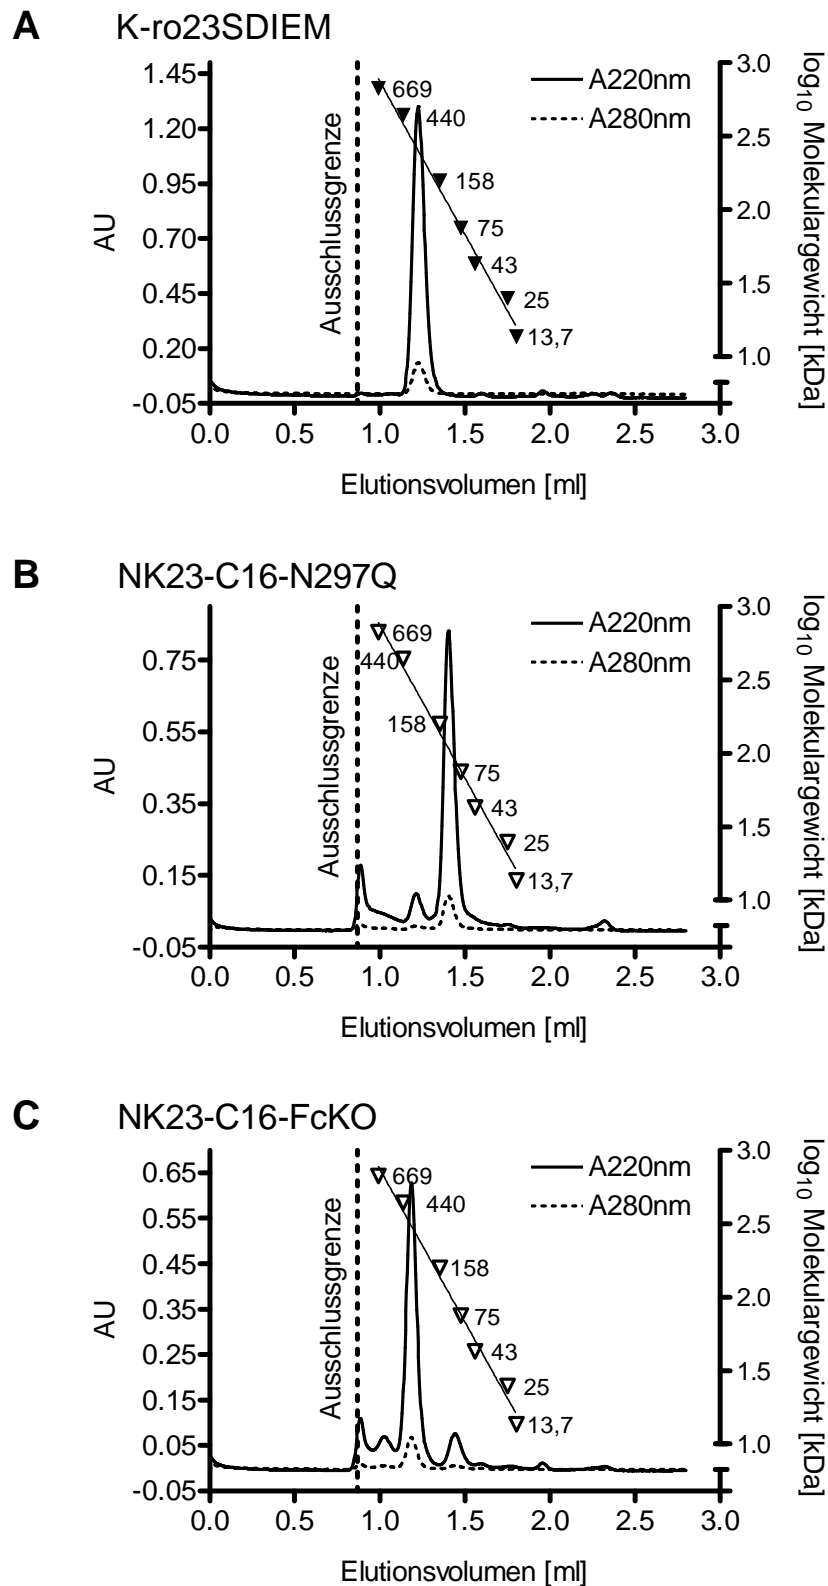 A K-ro23SDIEM
1.45
1.20
0.95
0.70
0.45
0.20
-0.05
AU
Ausschlussgrenze
669
440
158
75
43
25
13,7
A220nm
A280nm
3.0
2.5
2.0
1.5
1.0
log10 Molekulargewicht [kDa]
0.0 0.5 1.0 1.5 2.0 2.5 3.0
Elutionsvolumen [ml]
B NK23-C16-N297Q
0.75
0.55
0.35
0.15
-0.05
AU
Ausschlussgrenze
669
440
158
75
43
25
13,7
A220nm
A280nm
3.0
2.5
2.0
1.5
1.0
log10 Molekulargewicht [kDa]
0.0 0.5 1.0 1.5 2.0 2.5 3.0
Elutionsvolumen [ml]
C NK23-C16-FcKO
0.65
0.55
0.45
0.35
0.25
0.15
0.05
-0.05
AU
Ausschlussgrenze
669
440
158
75
43
25
13,7
A220nm
A280nm
3.0
2.5
2.0
1.5
1.0
log10 Molekulargewicht [kDa]
0.0 0.5 1.0 1.5 2.0 2.5 3.0
Elutionsvolumen [ml]